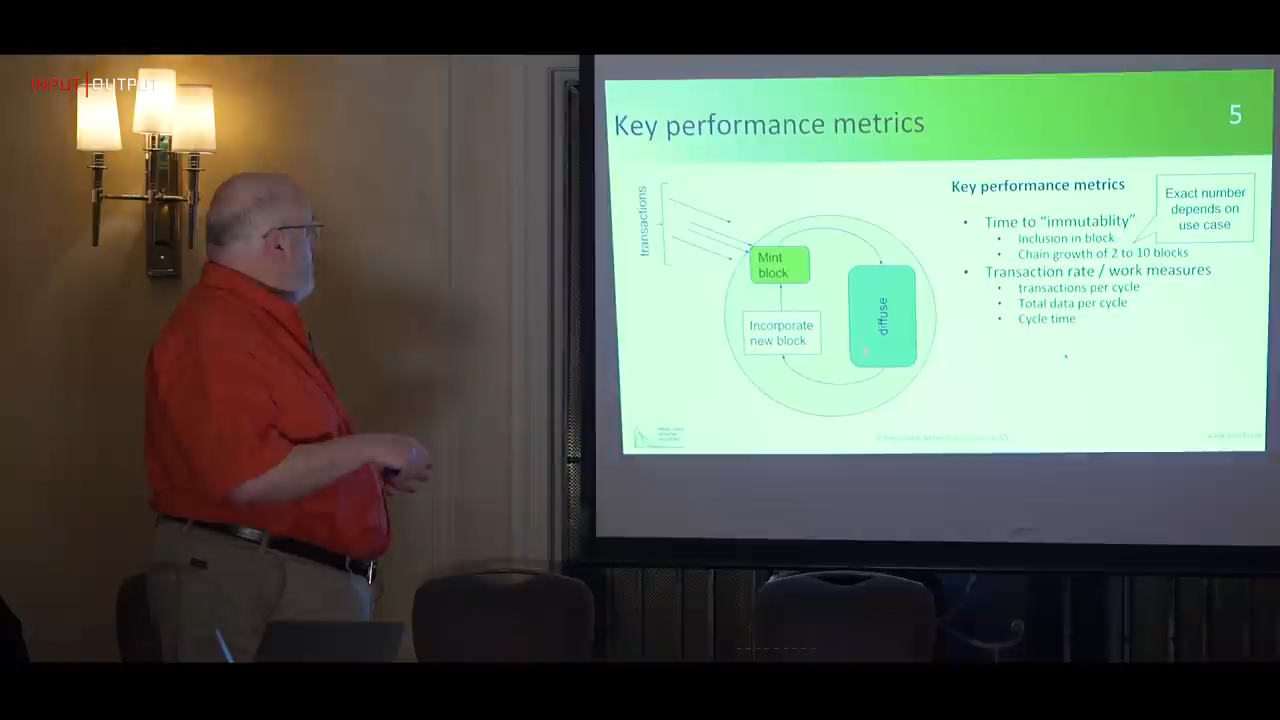 INPUT|OUTPUT
Key performance metrics
5
transactions
Mint
block
Incorporate
new block
diffuse
Key performance metrics
• Time to “immutablity”
• Inclusion in block
• Chain growth of 2 to 10 blocks
• Transaction rate / work measures
• transactions per cycle
• Total data per cycle
• Cycle time
Exact number
depends on
use case